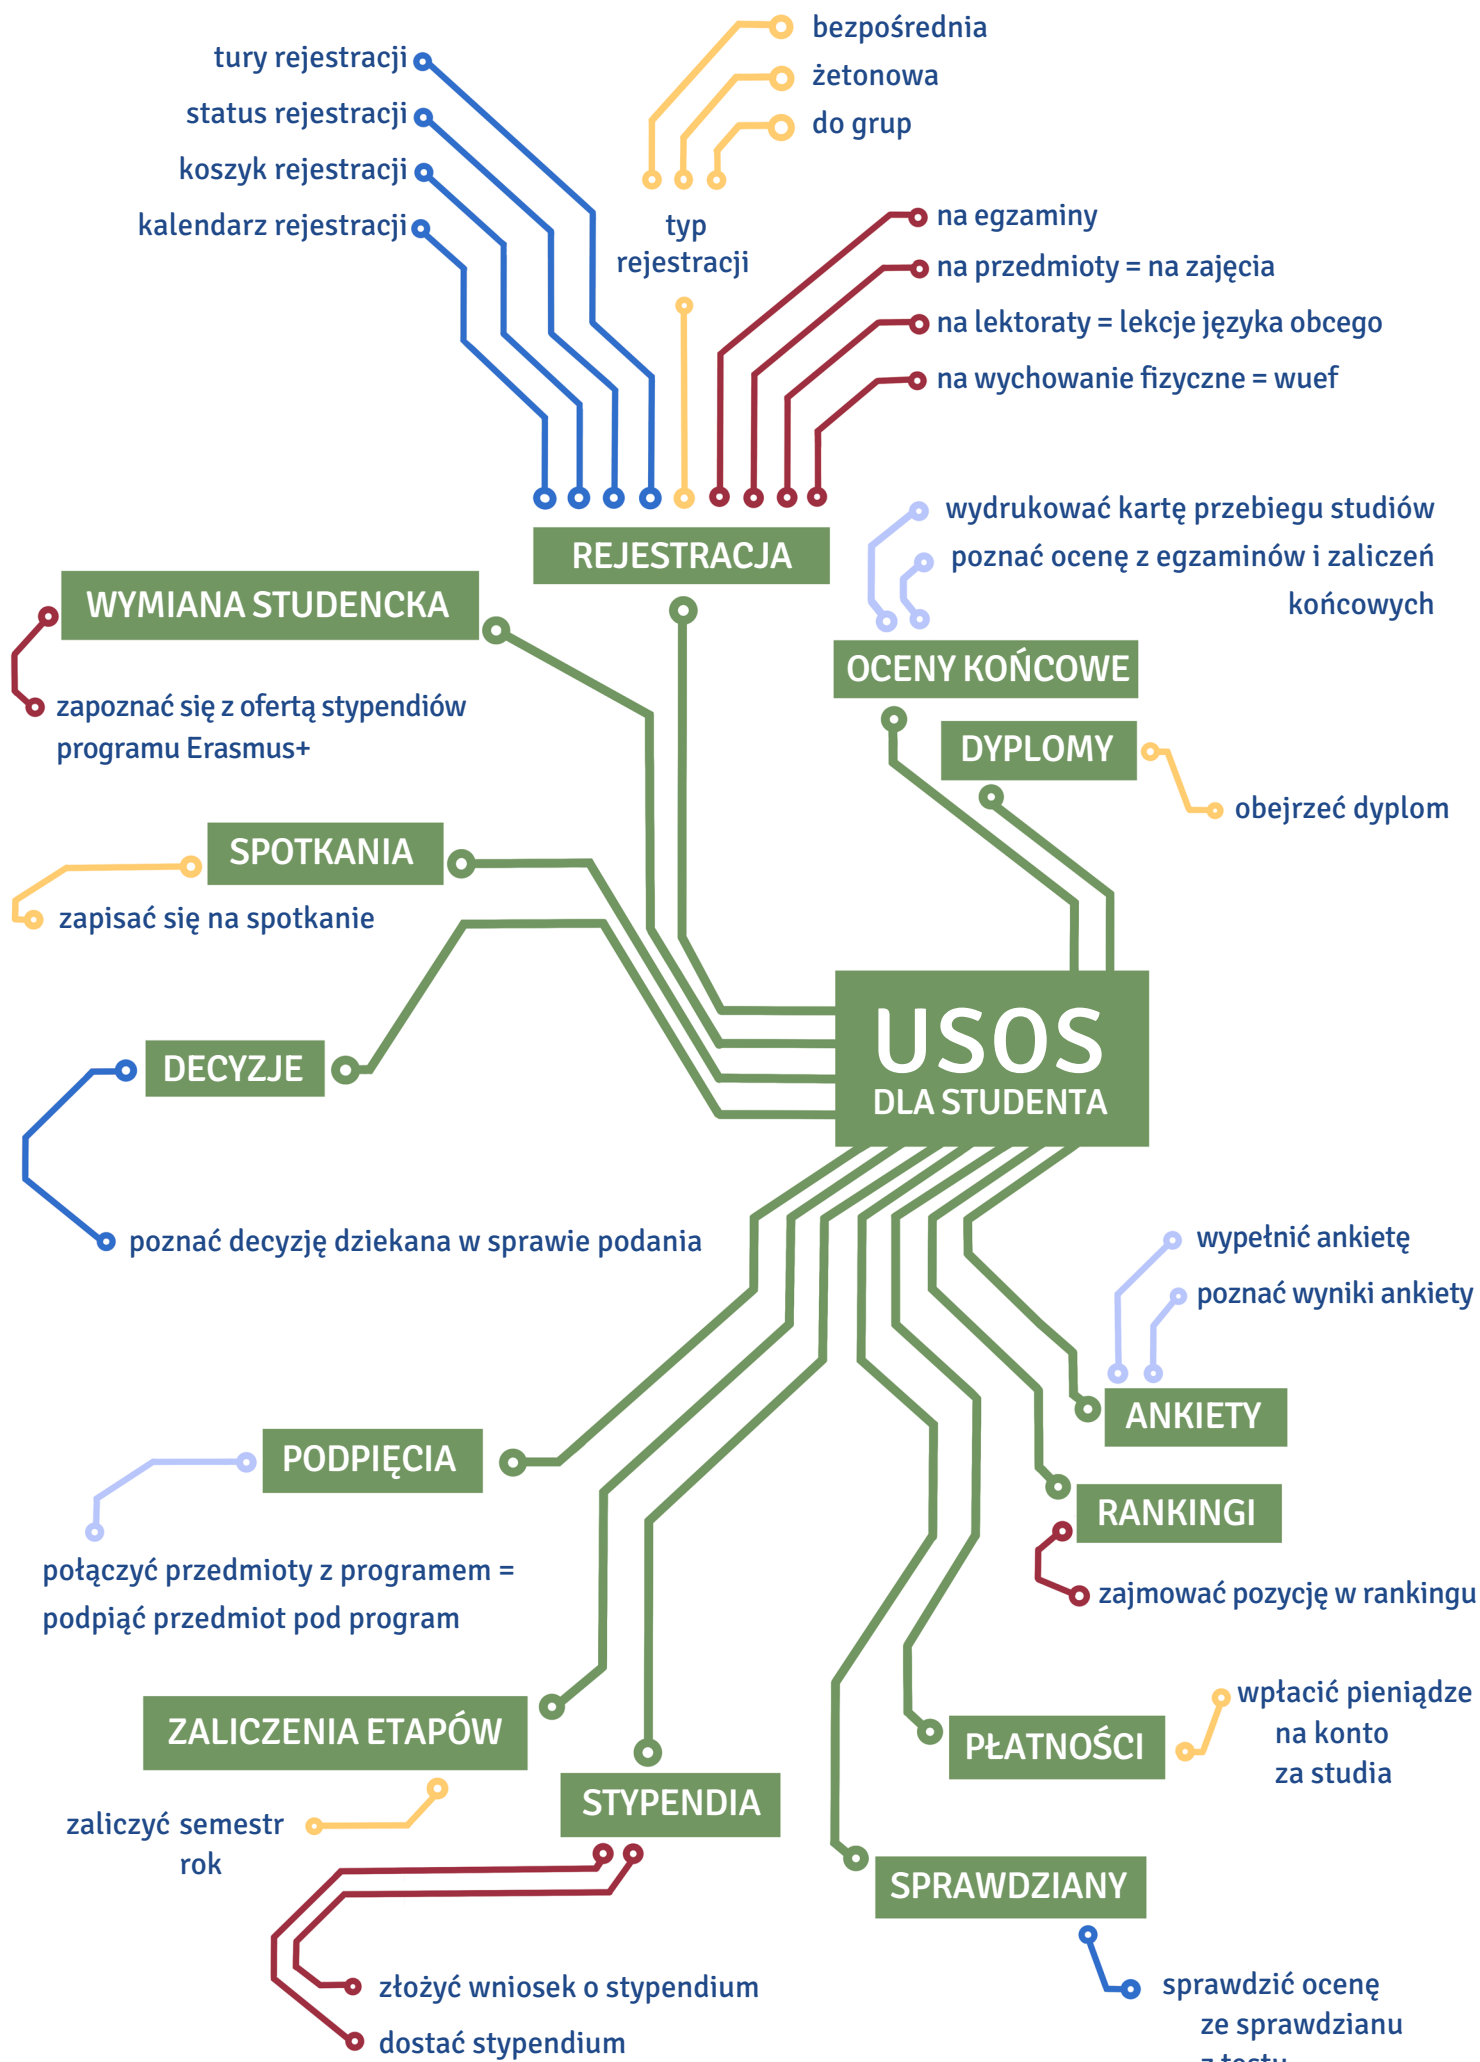 tury rejestracji
status rejestracji
koszyk rejestracji
kalendarz rejestracji
bezpośrednia
żetonowa
do grup
typ
rejestracji
na egzaminy
na przedmioty = na zajęcia
na lektoraty = lekcje języka obcego
na wychowanie fizyczne = wuef
REJESTRACJA
wydrukować kartę przebiegu studiów
poznać ocenę z egzaminów i zaliczeń
końcowych
OCENY KOŃCOWE
WYMIANA STUDENCKA
zapoznać się z ofertą stypendiów
programu Erasmus+
DYPLOMY
obejrzeć dyplom
SPOTKANIA
zapisać się na spotkanie
USOS
DLA STUDENTA
DECYZJE
poznać decyzję dziekana w sprawie podania
wypełnić ankietę
poznać wyniki ankiety
ANKIETY
PODPIĘCIA
połączyć przedmioty z programem =
podpiąć przedmiot pod program
RANKINGI
zajmować pozycję w rankingu
ZALICZENIA ETAPÓW
zaliczyć semestr
rok
PŁATNOŚCI
wpłacić pieniądze
na konto
za studia
STYPENDIA
złożyć wniosek o stypendium
dostać stypendium
SPRAWDZIANY
sprawdzić ocenę
ze sprawdzianu
z testu